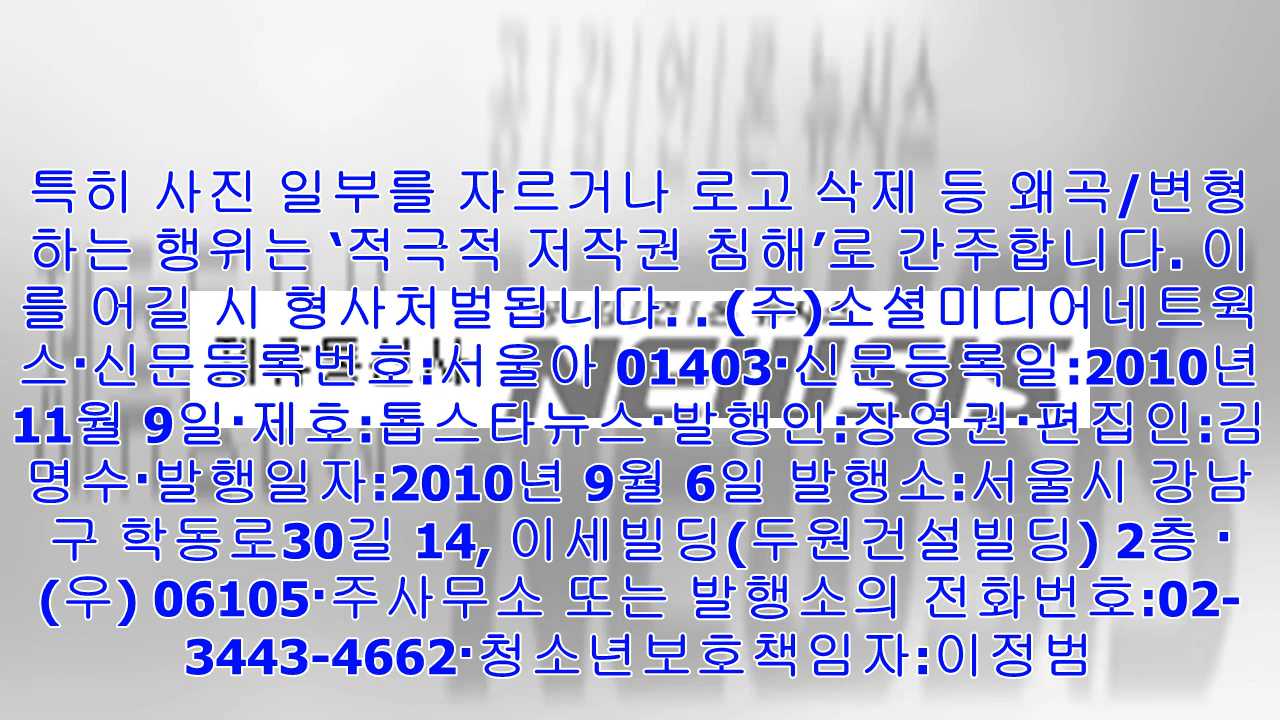 공 / 감 / 언 / 론 뉴시스
특히 사진 일부를 자르거나 로고 삭제 등 왜곡/변형
하는 행위는 ‘적극적 저작권 침해’로 간주합니다. 이
를 어길 시 형사처벌됩니다. .(주)소셜미디어네트웍
스·신문등록번호:서울아 01403·신문등록일:2010년
11월 9일·제호:톱스타뉴스·발행인:장영권·편집인:김
명수·발행일자:2010년 9월 6일 발행소:서울시 강남
구 학동로30길 14, 이세빌딩(두원건설빌딩) 2층 ·
(우) 06105·주사무소 또는 발행소의 전화번호:02-
3443-4662·청소년보호책임자:이정범